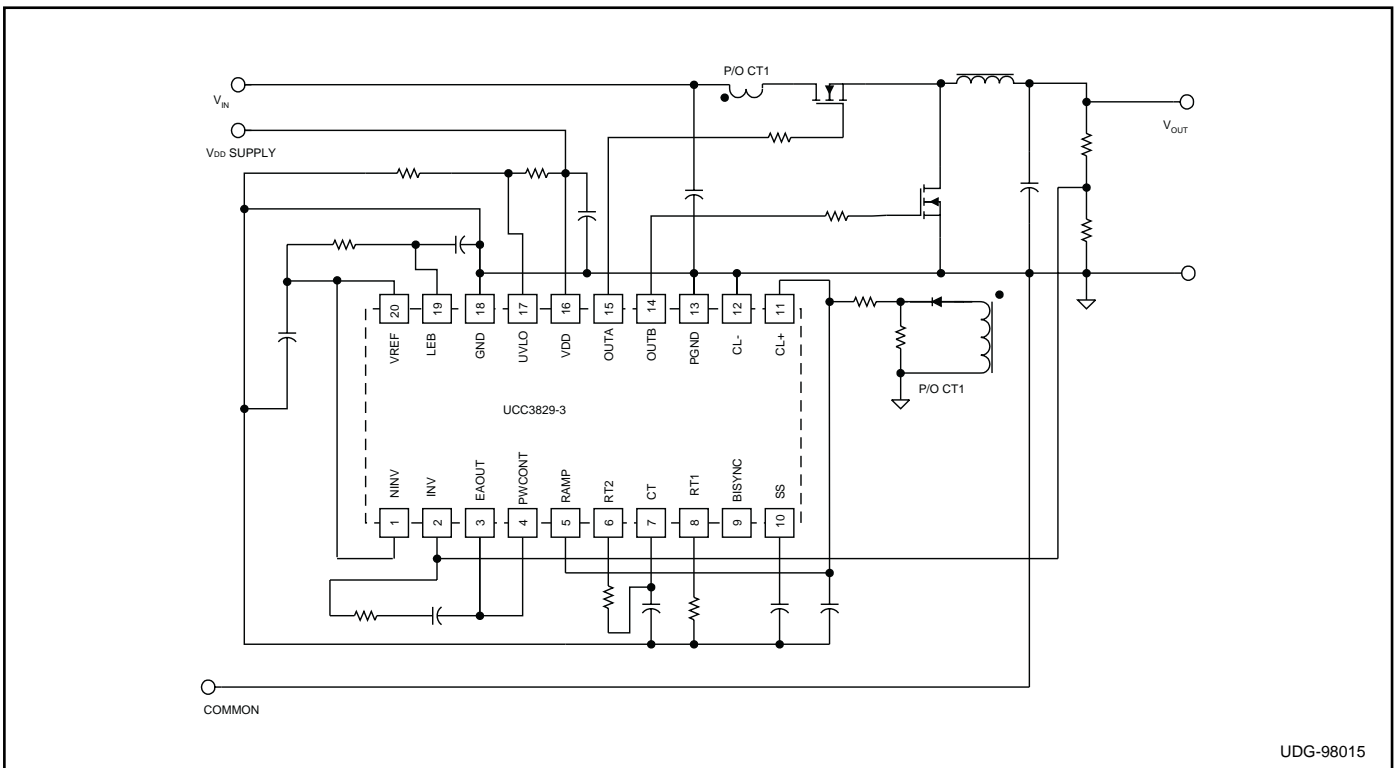 P/O CT1
VIN
VOUT
VDD SUPPLY
20 19 18 17 16 15 14 13 12 11
VREF LEB GND UVLO VDD OUTA OUTB PGND CL- CL+
P/O CT1
UCC3829-3
NINV INV EAOUT PWCONT RAMP RT2 CT RT1 BISYNC SS
1 2 3 4 5 6 7 8 9 10
COMMON
UDG-98015